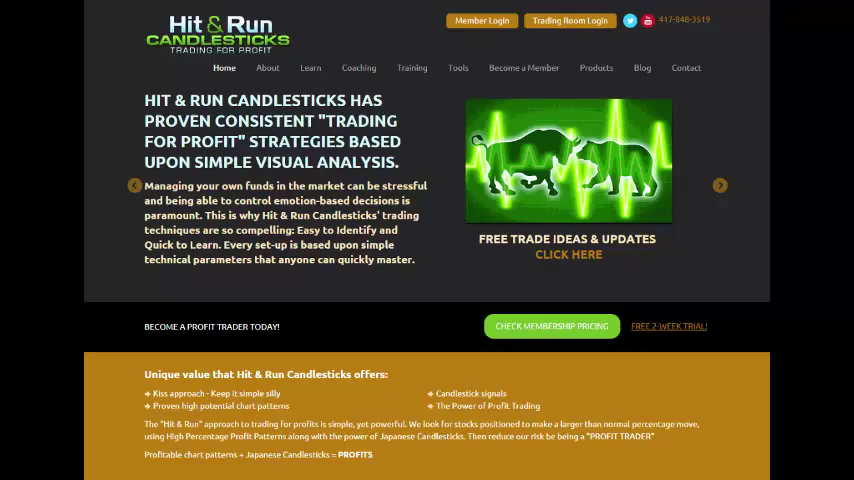 Hit & Run
CANDLESTICKS
TRADING FOR PROFIT
Member Login
Trading Room Login
417-848-3519
Home About Learn Coaching Training Tools Become a Member Products Blog Contact
HIT & RUN CANDLESTICKS HAS
PROVEN CONSISTENT "TRADING
FOR PROFIT" STRATEGIES BASED
UPON SIMPLE VISUAL ANALYSIS.
Managing your own funds in the market can be stressful
and being able to control emotion-based decisions is
paramount. This is why Hit & Run Candlesticks' trading
techniques are so compelling: Easy to Identify and
Quick to Learn. Every set-up is based upon simple
technical parameters that anyone can quickly master.
FREE TRADE IDEAS & UPDATES
CLICK HERE
BECOME A PROFIT TRADER TODAY!
CHECK MEMBERSHIP PRICING
FREE 2-WEEK TRIAL!
Unique value that Hit & Run Candlesticks offers:
Kiss approach - Keep It simple silly
Candlestick signals
Proven high potential chart patterns
The Power of Profit Trading
The "Hit & Run" approach to trading for profits is simple, yet powerful. We look for stocks positioned to make a larger than normal percentage move,
using High Percentage Profit Patterns along with the power of Japanese Candlesticks. Then reduce our risk be being a "PROFIT TRADER"
Profitable chart patterns + Japanese Candlesticks = PROFITS